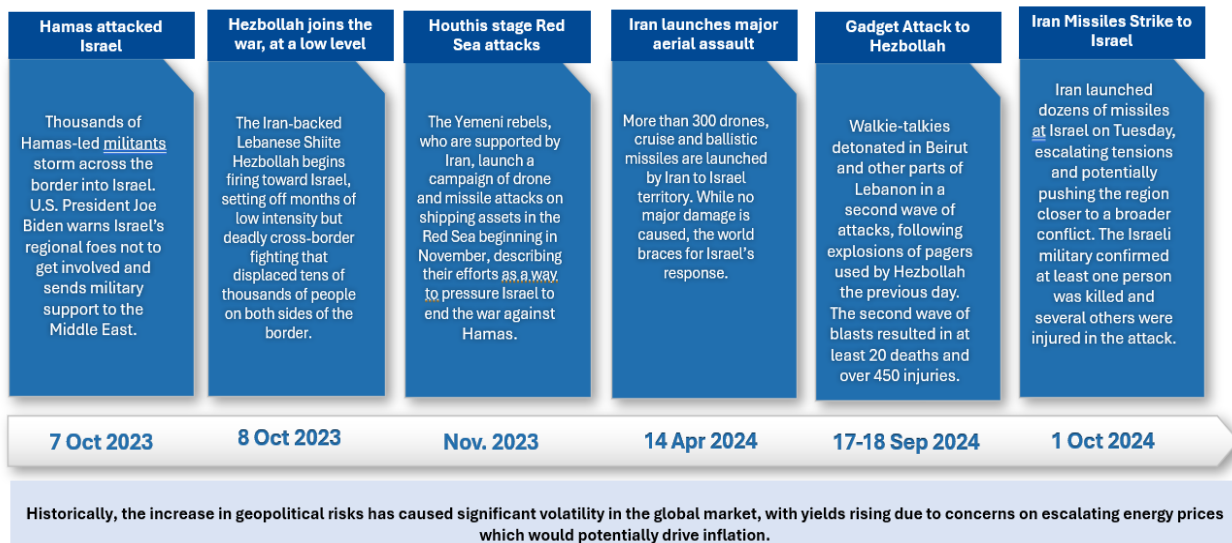 Hamas attacked
Israel
Thousands of
Hamas-led militants
storm across the
border into Israel.
U.S. President Joe
Biden warns Israel’s
regional foes not to
get involved and
sends military
support to the
Middle East.
7 Oct 2023
Hezbollah joins the
war, at a low level
The Iran-backed
Lebanese Shiite
Hezbollah begins
firing toward Israel,
setting off months of
low intensity but
deadly cross-border
fighting that
displaced tens of
thousands of people
on both sides of the
border.
8 Oct 2023
Houthis stage Red
Sea attacks
The Yemeni rebels,
who are supported by
Iran, launch a
campaign of drone
and missile attacks on
shipping assets in the
Red Sea beginning in
November, describing
their efforts as a way
to pressure Israel to
end the war against
Hamas.
Nov. 2023
Iran launches major
aerial assault
More than 300 drones,
cruise and ballistic
missiles are launched
by Iran to Israel
territory. While no
major damage is
caused, the world
braces for Israel’s
response.
14 Apr 2024
Gadget Attack to
Hezbollah
Walkie-talkies
detonated in Beirut
and other parts of
Lebanon in a
second wave of
attacks, following
explosions of pagers
used by Hezbollah
the previous day.
The second wave of
blasts resulted in at
least 20 deaths and
over 450 injuries.
17-18 Sep 2024
Iran Missiles Strike to
Israel
Iran launched
dozens of missiles
at Israel on Tuesday,
escalating tensions
and potentially
pushing the region
closer to a broader
conflict. The Israeli
military confirmed
at least one person
was killed and
several others were
injured in the attack.
1 Oct 2024
Historically, the increase in geopolitical risks has caused significant volatility in the global market, with yields rising due to concerns on escalating energy prices
which would potentially drive inflation.